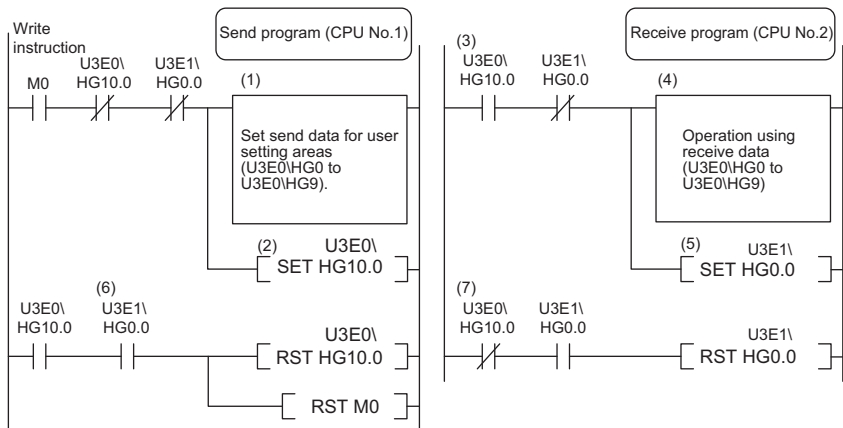 Write
instruction
Send program (CPU No.1)
M0
U3E0\
HG10.0
U3E1\
HG0.0
(1)
Set send data for user
setting areas
(U3E0\HG0 to
U3E0\HG9).
(2)
U3E0\
SET HG10.0
U3E0\
HG10.0
(6)
U3E1\
HG0.0
U3E0\
RST HG10.0
RST M0
Receive program (CPU No.2)
(3)
U3E0\
HG10.0
U3E1\
HG0.0
(4)
Operation using
receive data
(U3E0\HG0 to
U3E0\HG9)
(5)
U3E1\
SET HG0.0
(7)
U3E0\
HG10.0
U3E1\
HG0.0
U3E1\
RST HG0.0